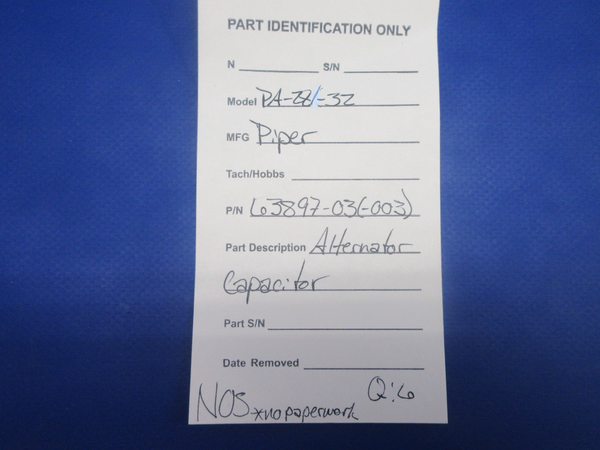 PART IDENTIFICATION ONLY
N S/N
Model PA-28/-32
MFG Piper
Tach/Hobbs
P/N 63897-03(-003)
Part Description Alternator
Capacitor
Part S/N
Date Removed
Q:6
NOS *no paperwork